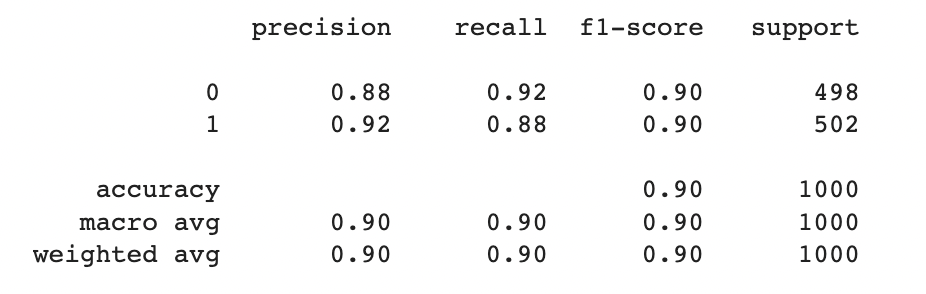 precision recall f1-score support
0 0.88 0.92 0.90 498
1 0.92 0.88 0.90 502
accuracy 0.90 1000
macro avg 0.90 0.90 0.90 1000
weighted avg 0.90 0.90 0.90 1000